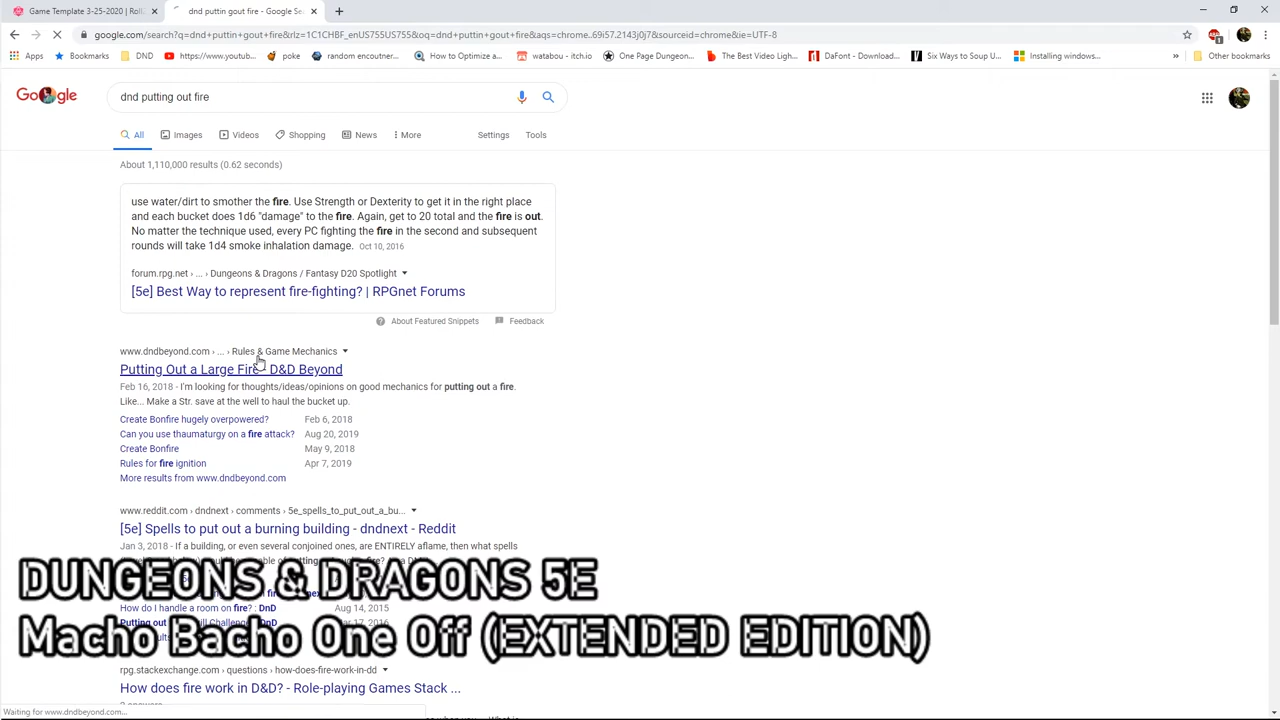 Game Template 3-25-2020 | Roll2
dnd puttin gout fire - Google Se
google.com/search?q=dnd+puttin+gout+fire&rlz=1C1CHBF_enUS755US755&oq=dnd+puttin+gout+fire&aqs=chrome..69i57.2143j0j7&sourceid=chrome&ie=UTF-8
Apps
Bookmarks
https://www.youtub...
poke
random encoutner...
How to Optimize a...
watabou - itch.io
One Page Dungeon...
The Best Video Ligh...
DaFont - Download...
Six Ways to Soup U...
Installing windows...
»
Other bookmarks
Google
dnd putting out fire
All
Images
Videos
Shopping
News
More
Settings
Tools
About 1,110,000 results (0.62 seconds)
use water/dirt to smother the fire. Use Strength or Dexterity to get it in the right place
and each bucket does 1d6 "damage" to the fire. Again, get to 20 total and the fire is out.
No matter the technique used, every PC fighting the fire in the second and subsequent
rounds will take 1d4 smoke inhalation damage. Oct 10, 2016
forum.rpg.net › ... › Dungeons & Dragons / Fantasy D20 Spotlight
[5e] Best Way to represent fire-fighting? | RPGnet Forums
About Featured Snippets
Feedback
www.dndbeyond.com › ... › Rules & Game Mechanics
Putting Out a Large Fire - D&D Beyond
Feb 16, 2018 - I'm looking for thoughts/ideas/opinions on good mechanics for putting out a fire.
Like... Make a Str. save at the well to haul the bucket up.
Create Bonfire hugely overpowered? Feb 6, 2018
Can you use thaumaturgy on a fire attack? Aug 20, 2019
Create Bonfire May 9, 2018
Rules for fire ignition Apr 7, 2019
More results from www.dndbeyond.com
www.reddit.com › dndnext › comments › 5e_spells_to_put_out_a_bu...
[5E] Spells to put out a burning building - dndnext - Reddit
Jan 3, 2018 - If a building, or even several conjoined ones, are ENTIRELY aflame, then what spells
DUNGEONS & DRAGONS 5E
How do I handle a room on fire? : DnD Aug 14, 2015
Macho Bacho One Off (EXTENDED EDITION)
rpg.stackexchange.com › questions › how-does-fire-work-in-dd
How does fire work in D&D? - Role-playing Games Stack ...
Waiting for www.dndbeyond.com...